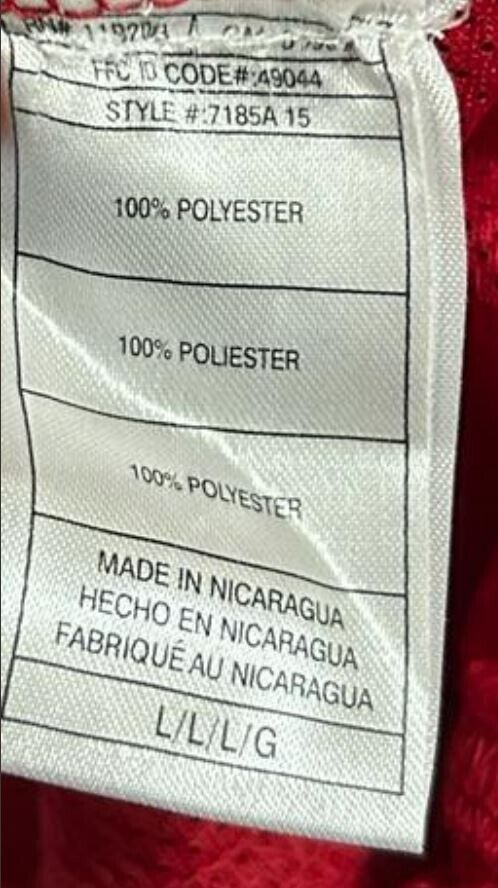 FFC ID CODE#:49044
STYLE #:7185A 15
100% POLYESTER
100% POLIESTER
100% POLYESTER
MADE IN NICARAGUA
HECHO EN NICARAGUA
FABRIQUÉ AU NICARAGUA
L/L/L/G